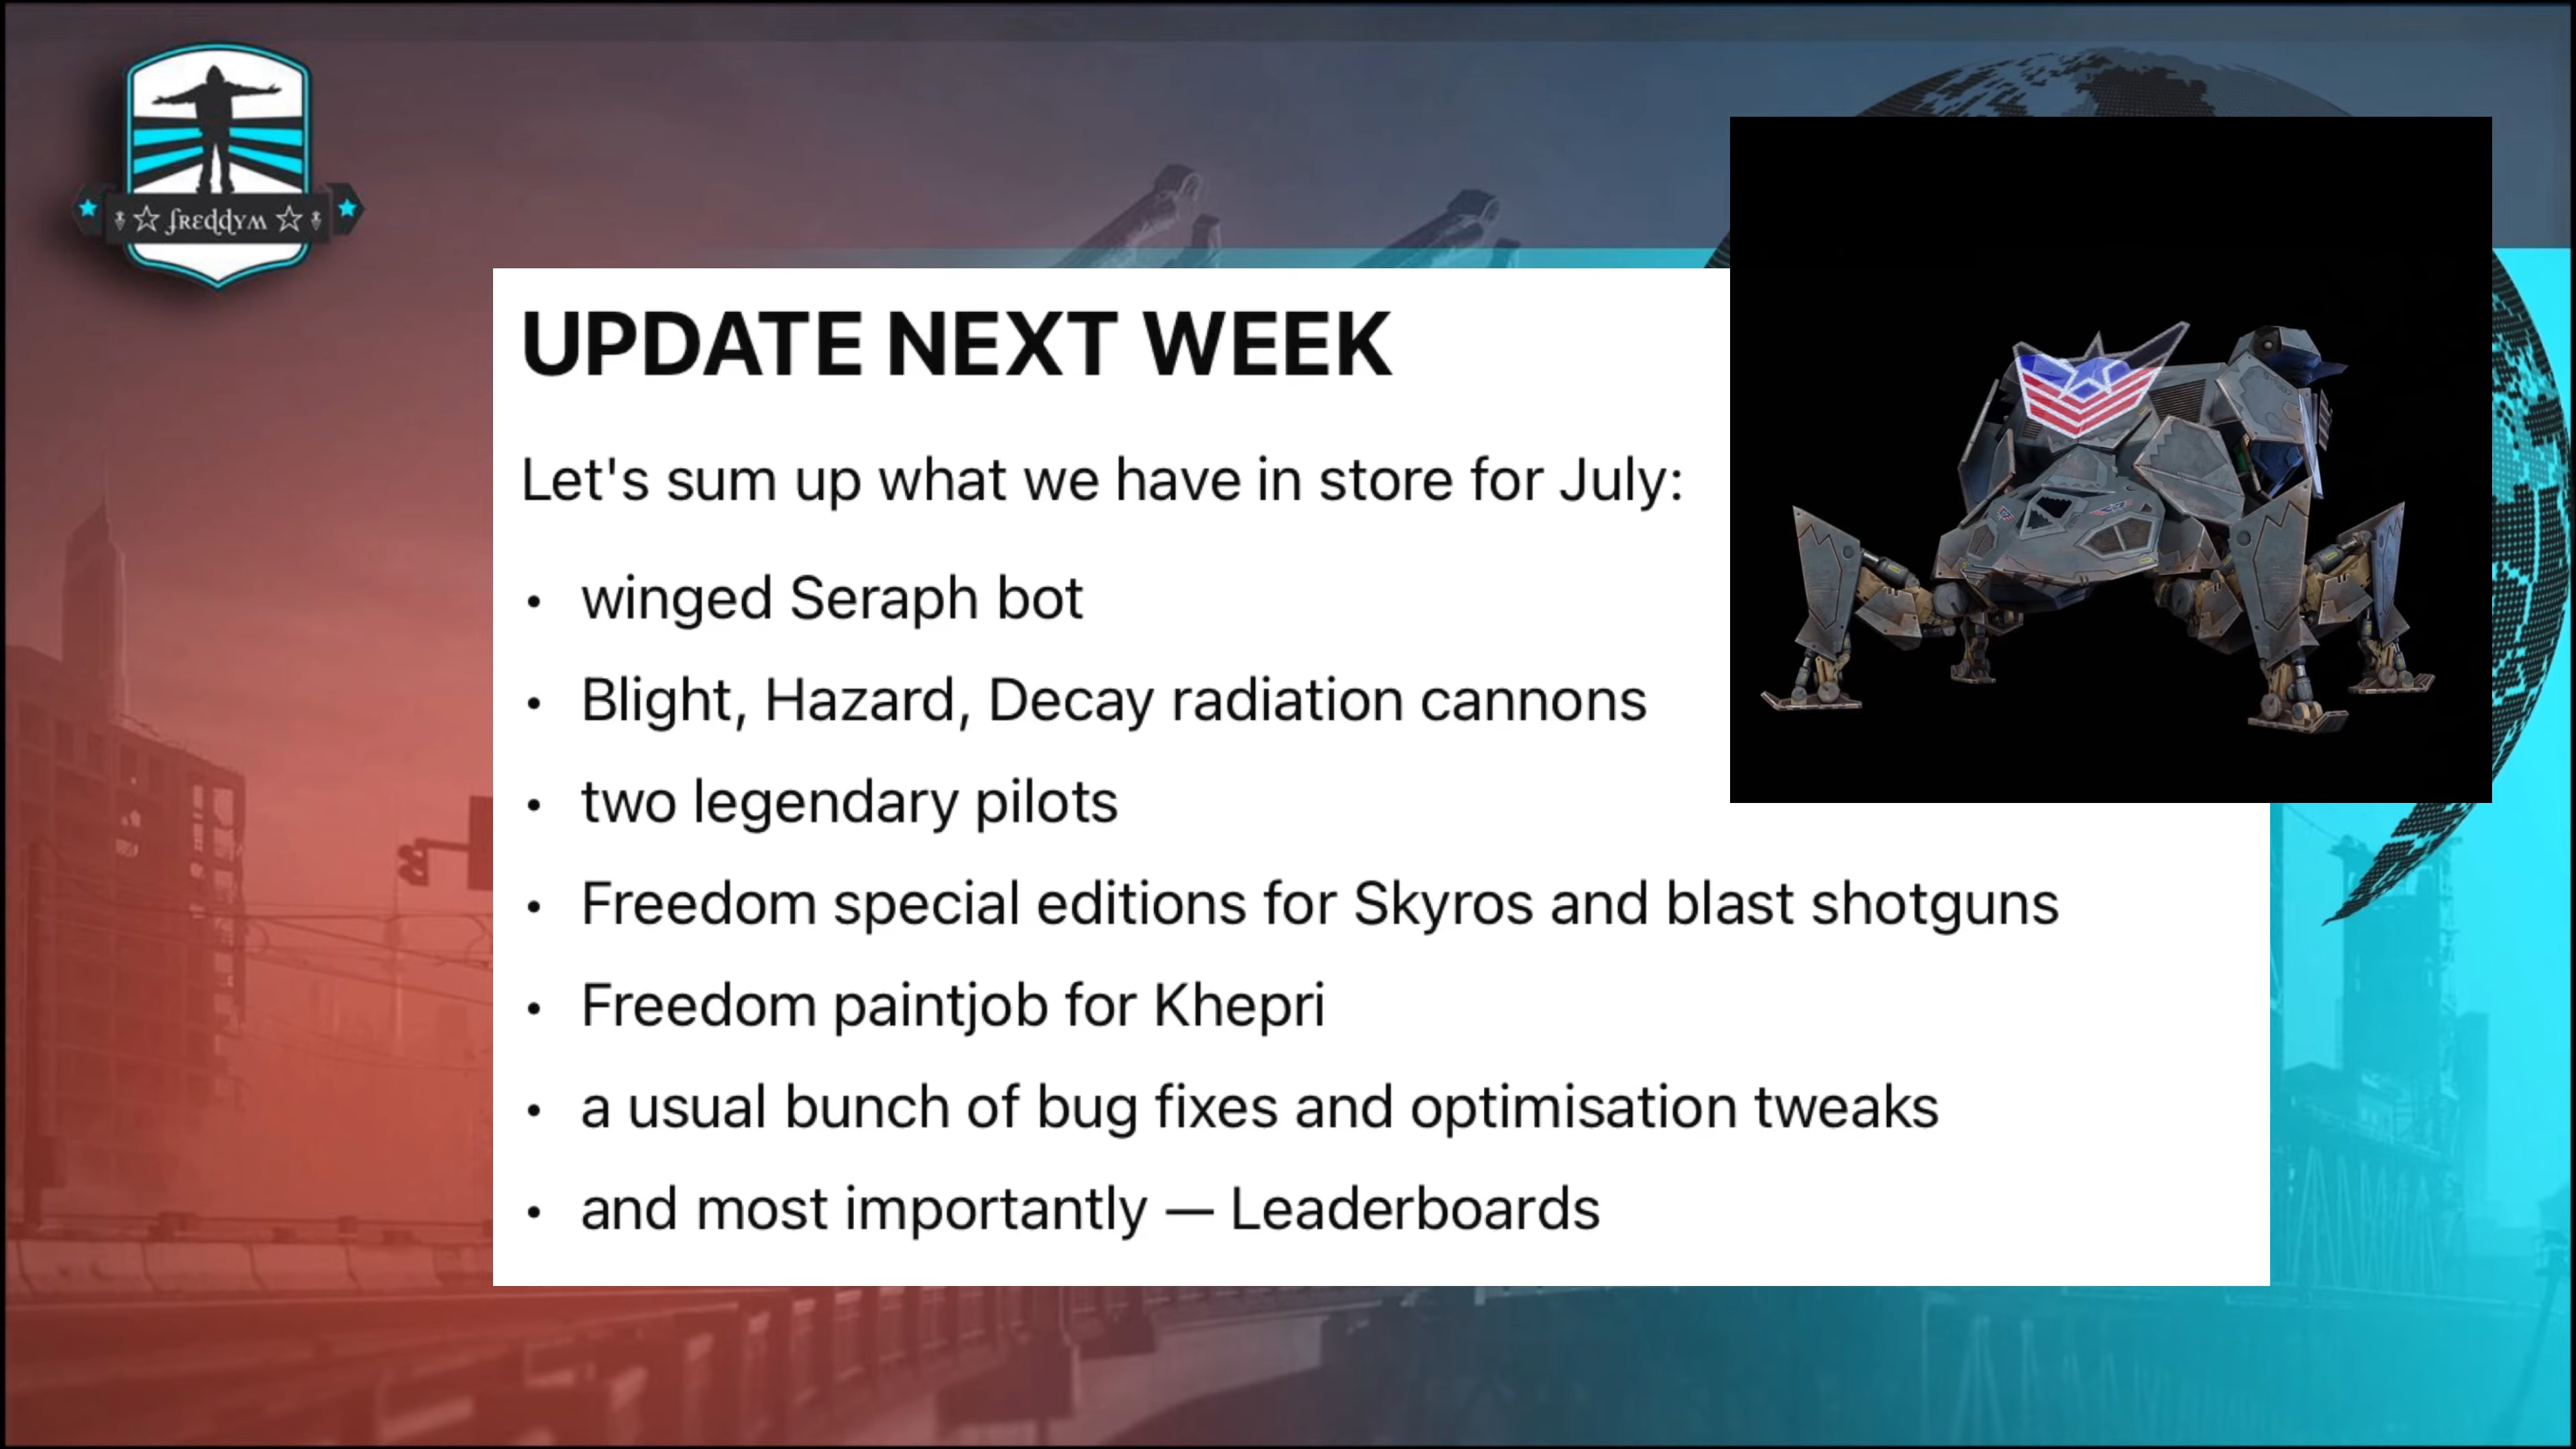 ☆ fREddYM ☆
UPDATE NEXT WEEK
Let's sum up what we have in store for July:
• winged Seraph bot
• Blight, Hazard, Decay radiation cannons
• two legendary pilots
• Freedom special editions for Skyros and blast shotguns
• Freedom paintjob for Khepri
• a usual bunch of bug fixes and optimisation tweaks
• and most importantly — Leaderboards